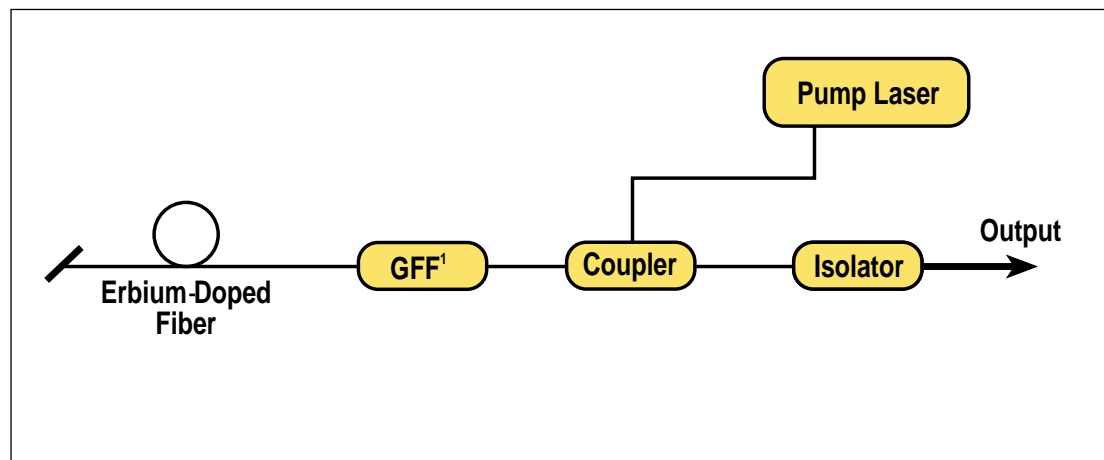 Pump Laser
Output
GFF¹
Coupler
Isolator
Erbium-Doped
Fiber